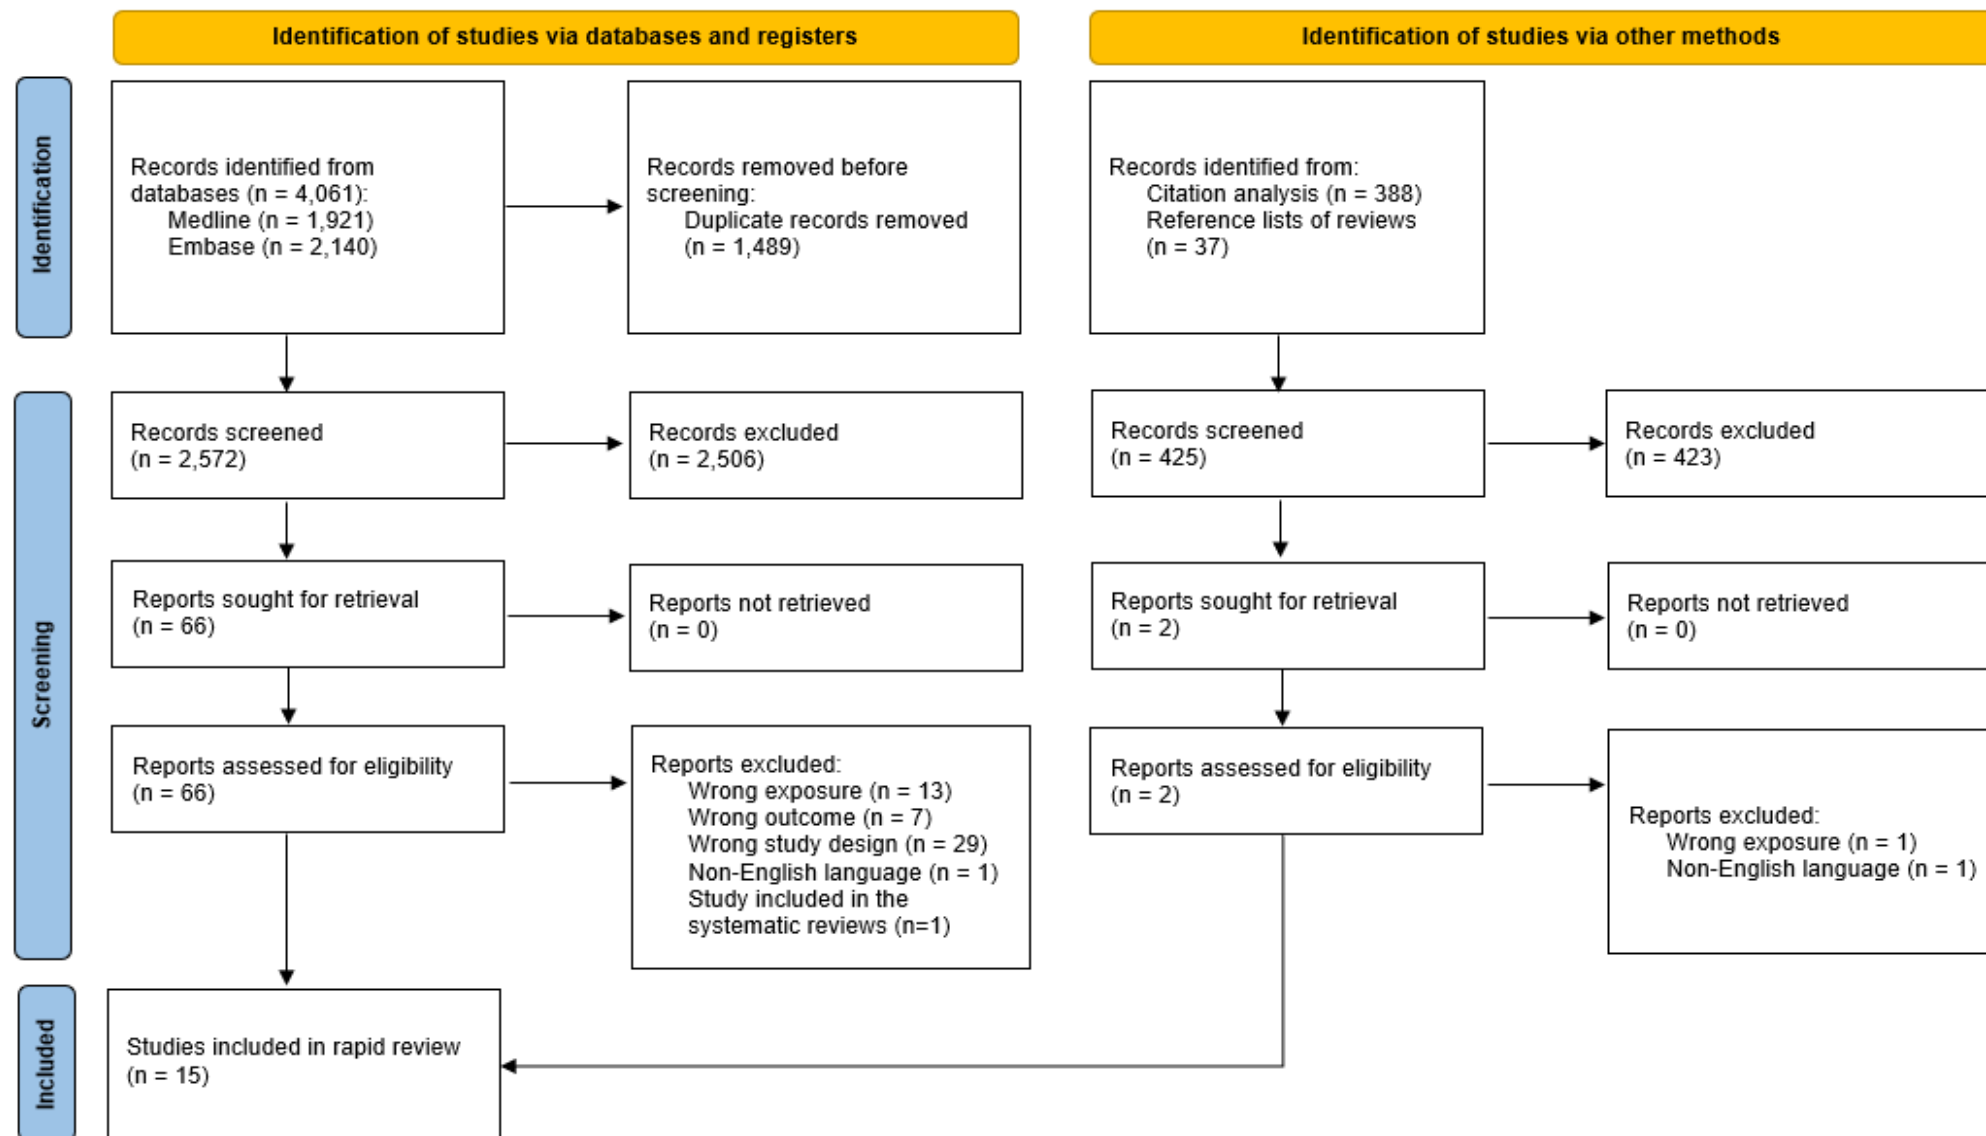 Identification of studies via databases and registers
Identification of studies via other methods
Identification
Records identified from
databases (n = 4,061):
Medline (n = 1,921)
Embase (n = 2,140)
Records removed before
screening:
Duplicate records removed
(n = 1,489)
Records identified from:
Citation analysis (n = 388)
Reference lists of reviews
(n = 37)
Screening
Records screened
(n = 2,572)
Records excluded
(n = 2,506)
Records screened
(n = 425)
Records excluded
(n = 423)
Reports sought for retrieval
(n = 66)
Reports not retrieved
(n = 0)
Reports sought for retrieval
(n = 2)
Reports not retrieved
(n = 0)
Reports assessed for eligibility
(n = 66)
Reports excluded:
Wrong exposure (n = 13)
Wrong outcome (n = 7)
Wrong study design (n = 29)
Non-English language (n = 1)
Study included in the
systematic reviews (n=1)
Reports assessed for eligibility
(n = 2)
Reports excluded:
Wrong exposure (n = 1)
Non-English language (n = 1)
Included
Studies included in rapid review
(n = 15)